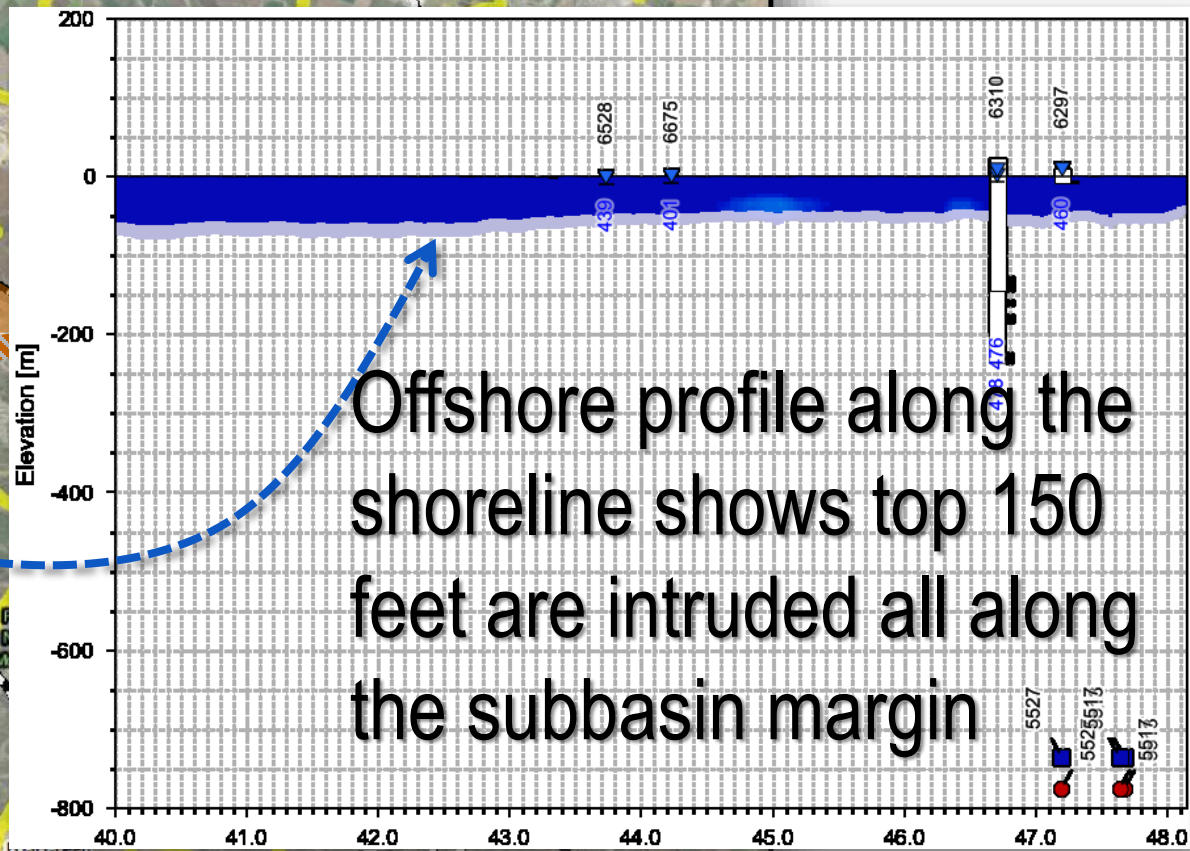 200
0
-200
-400
-600
-800
Elevation [m]
6528
6675
6310
6297
439
401
460
476
478
Offshore profile along the
shoreline shows top 150
feet are intruded all along
the subbasin margin
5527
40.0 41.0 42.0 43.0 44.0 45.0 46.0 47.0 48.0